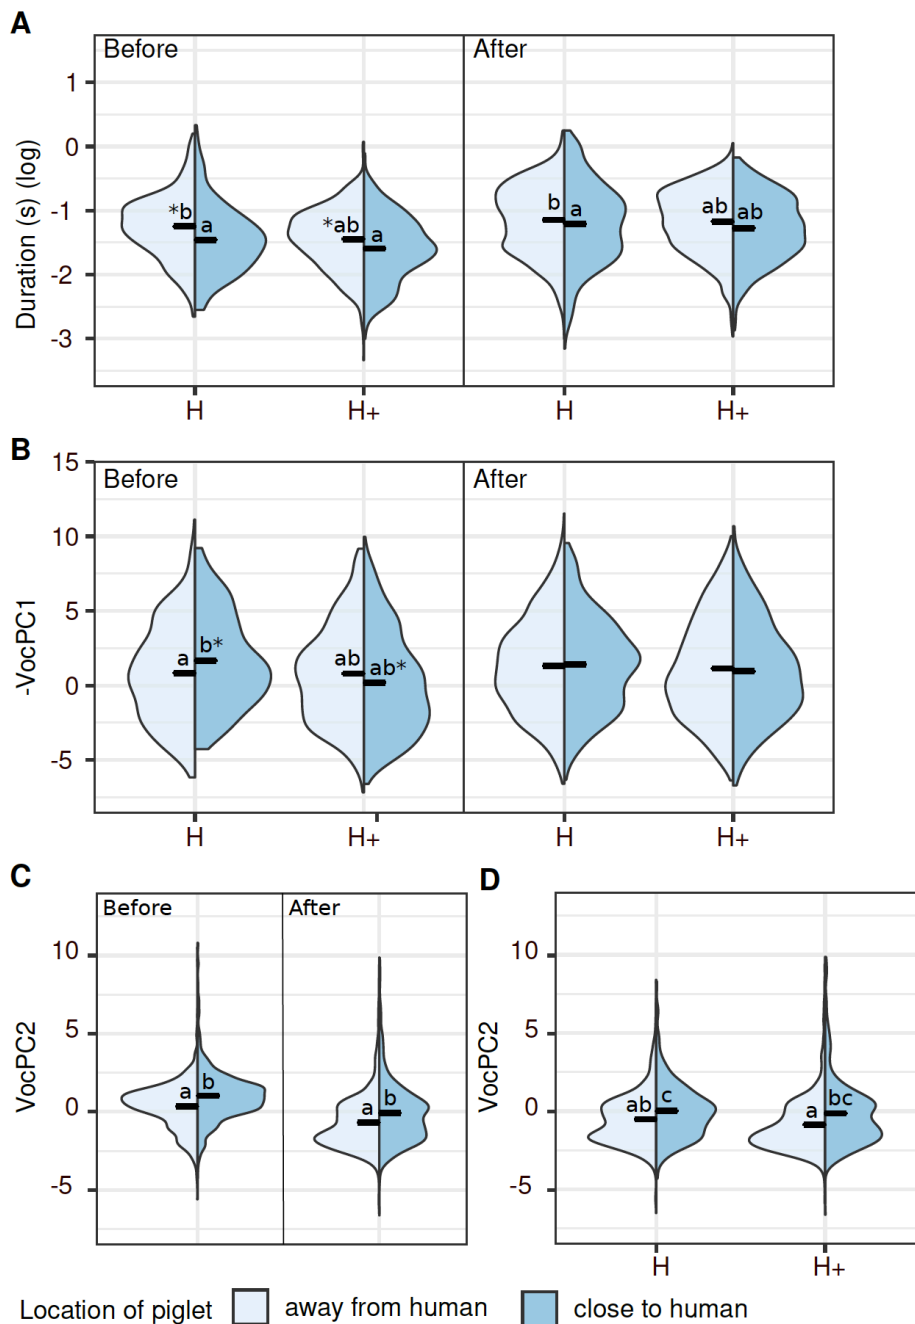 A
Before
After
Duration (s) (log)
1
0
-1
-2
-3
*b
a
*ab
a
b
a
ab
ab
H
H+
H
H+
B
Before
After
-VocPC1
15
10
5
0
-5
a
b*
ab
ab*
H
H+
H
H+
C
Before
After
VocPC2
10
5
0
-5
a
b
a
b
D
VocPC2
10
5
0
-5
ab
c
a
bc
H
H+
Location of piglet away from human close to human